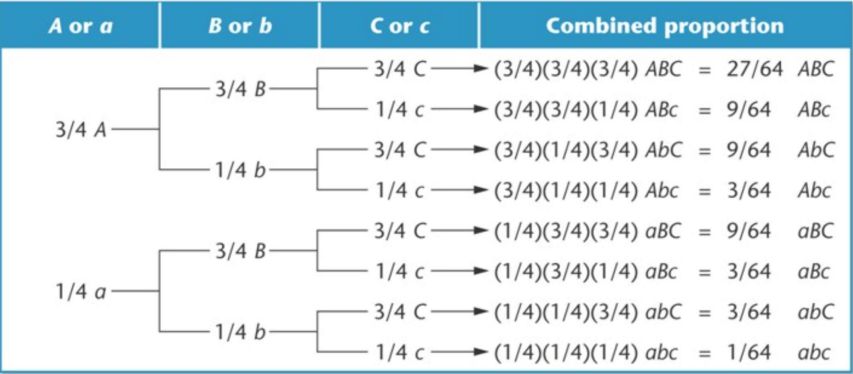 A or a B or b C or c Combined proportion
3/4 C (3/4)(3/4)(3/4) ABC = 27/64 ABC
3/4 B
1/4 c (3/4)(3/4)(1/4) ABc = 9/64 ABc
3/4 A
3/4 C (3/4)(1/4)(3/4) AbC = 9/64 AbC
1/4 b
1/4 c (3/4)(1/4)(1/4) Abc = 3/64 Abc
3/4 C (1/4)(3/4)(3/4) aBC = 9/64 aBC
3/4 B
1/4 c (1/4)(3/4)(1/4) aBc = 3/64 aBc
1/4 a
3/4 C (1/4)(1/4)(3/4) abC = 3/64 abC
1/4 b
1/4 c (1/4)(1/4)(1/4) abc = 1/64 abc